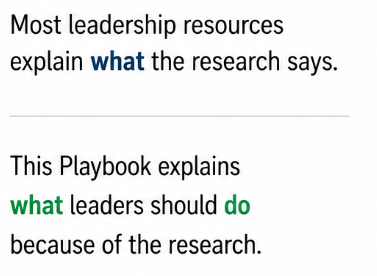 Most leadership resources
explain what the research says.
This Playbook explains
what leaders should do
because of the research.